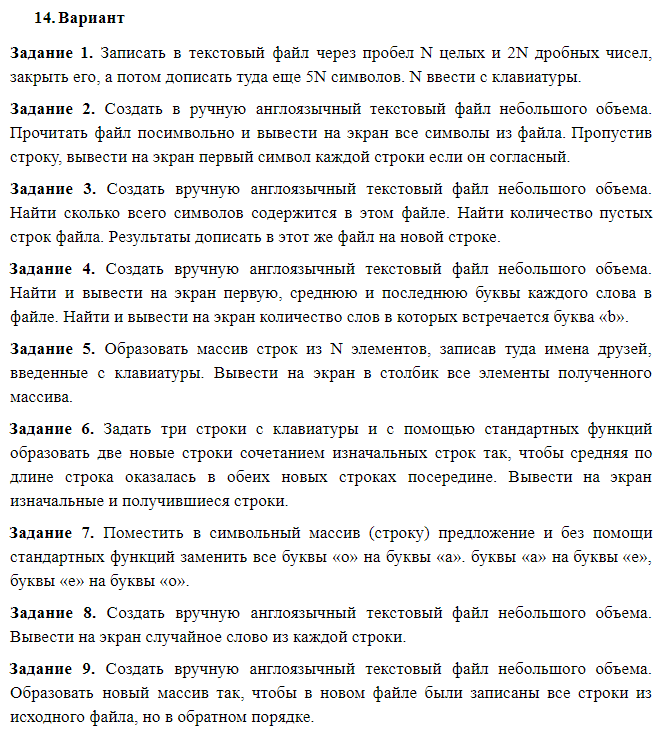 14. Вариант
Задание 1. Записать в текстовый файл через пробел N целых и 2N дробных чисел,
закрыть его, а потом дописать туда еще 5N символов. N ввести с клавиатуры.
Задание 2. Создать в ручную англоязычный текстовый файл небольшого объема.
Прочитать файл посимвольно и вывести на экран все символы из файла. Пропустив
строку, вывести на экран первый символ каждой строки если он согласный.
Задание 3. Создать вручную англоязычный текстовый файл небольшого объема.
Найти сколько всего символов содержится в этом файле. Найти количество пустых
строк файла. Результаты дописать в этот же файл на новой строке.
Задание 4. Создать вручную англоязычный текстовый файл небольшого объема.
Найти и вывести на экран первую, среднюю и последнюю буквы каждого слова в
файле. Найти и вывести на экран количество слов в которых встречается буква «b».
Задание 5. Образовать массив строк из N элементов, записав туда имена друзей,
введенные с клавиатуры. Вывести на экран в столбик все элементы полученного
массива.
Задание 6. Задать три строки с клавиатуры и с помощью стандартных функций
образовать две новые строки сочетанием изначальных строк так, чтобы средняя по
длине строка оказалась в обеих новых строках посередине. Вывести на экран
изначальные и получившиеся строки.
Задание 7. Поместить в символьный массив (строку) предложение и без помощи
стандартных функций заменить все буквы «о» на буквы «а». буквы «а» на буквы «е»,
буквы «е» на буквы «о».
Задание 8. Создать вручную англоязычный текстовый файл небольшого объема.
Вывести на экран случайное слово из каждой строки.
Задание 9. Создать вручную англоязычный текстовый файл небольшого объема.
Образовать новый массив так, чтобы в новом файле были записаны все строки из
исходного файла, но в обратном порядке.